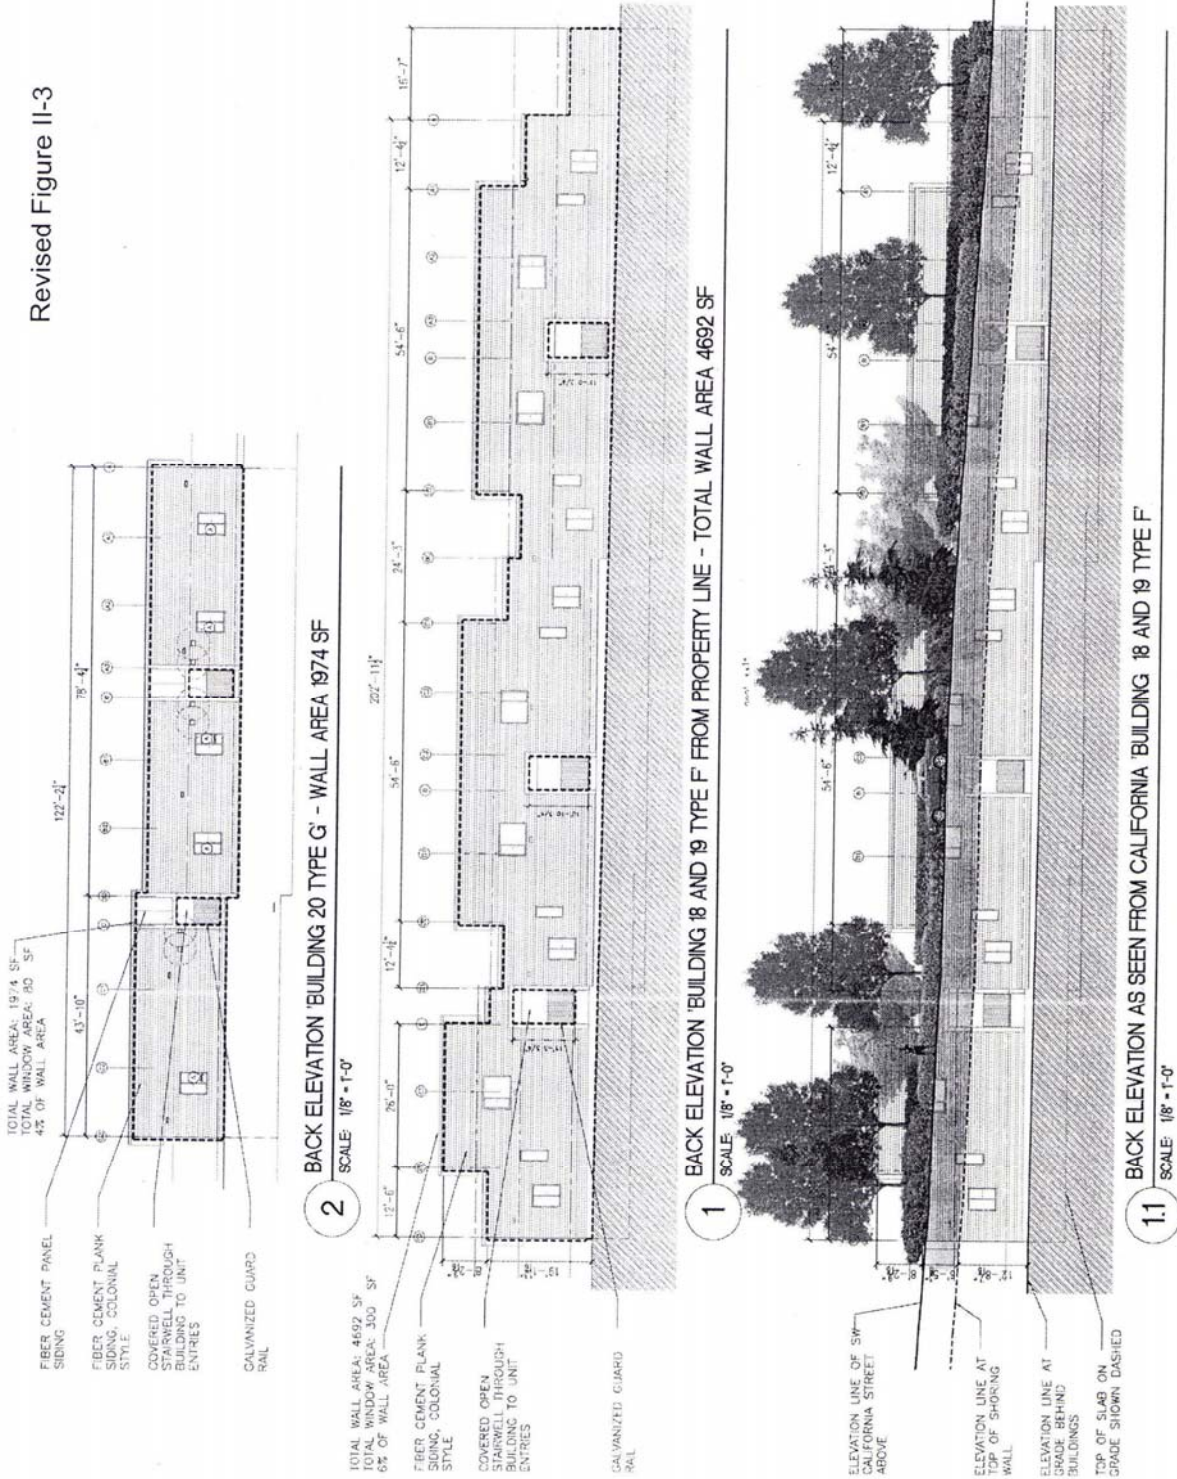 Revised Figure II-3
TOTAL WALL AREA: 1974 SF
TOTAL WINDOW AREA: 80 SF
4% OF WALL AREA
122'-2½"
43'-10"
78'-4½"
FIBER CEMENT PANEL
SIDING
FIBER CEMENT PLANK
SIDING, COLONIAL
STYLE
COVERED OPEN
STAIRWELL THROUGH
BUILDING TO UNIT
ENTRIES
GALVANIZED GUARD
RAIL
2
BACK ELEVATION 'BUILDING 20 TYPE G' - WALL AREA 1974 SF
SCALE: 1/8" = 1'-0"
TOTAL WALL AREA: 4692 SF
TOTAL WINDOW AREA: 300 SF
6% OF WALL AREA
202'-11½"
12'-6"
26'-0"
12'-4½"
54'-6"
24'-3"
54'-6"
12'-4½"
15'-7"
FIBER CEMENT PLANK
SIDING, COLONIAL
STYLE
COVERED OPEN
STAIRWELL THROUGH
BUILDING TO UNIT
ENTRIES
GALVANIZED GUARD
RAIL
1
BACK ELEVATION 'BUILDING 18 AND 19 TYPE F' FROM PROPERTY LINE - TOTAL WALL AREA 4692 SF
SCALE: 1/8" = 1'-0"
54'-6"
12'-4½"
ELEVATION LINE OF SW
CALIFORNIA STREET
ABOVE
ELEVATION LINE AT
TOP OF SHORING
WALL
ELEVATION LINE AT
GRADE BEHIND
BUILDINGS
TOP OF SLAB ON
GRADE SHOWN DASHED
1.1
BACK ELEVATION AS SEEN FROM CALIFORNIA 'BUILDING 18 AND 19 TYPE F'
SCALE: 1/8" = 1'-0"